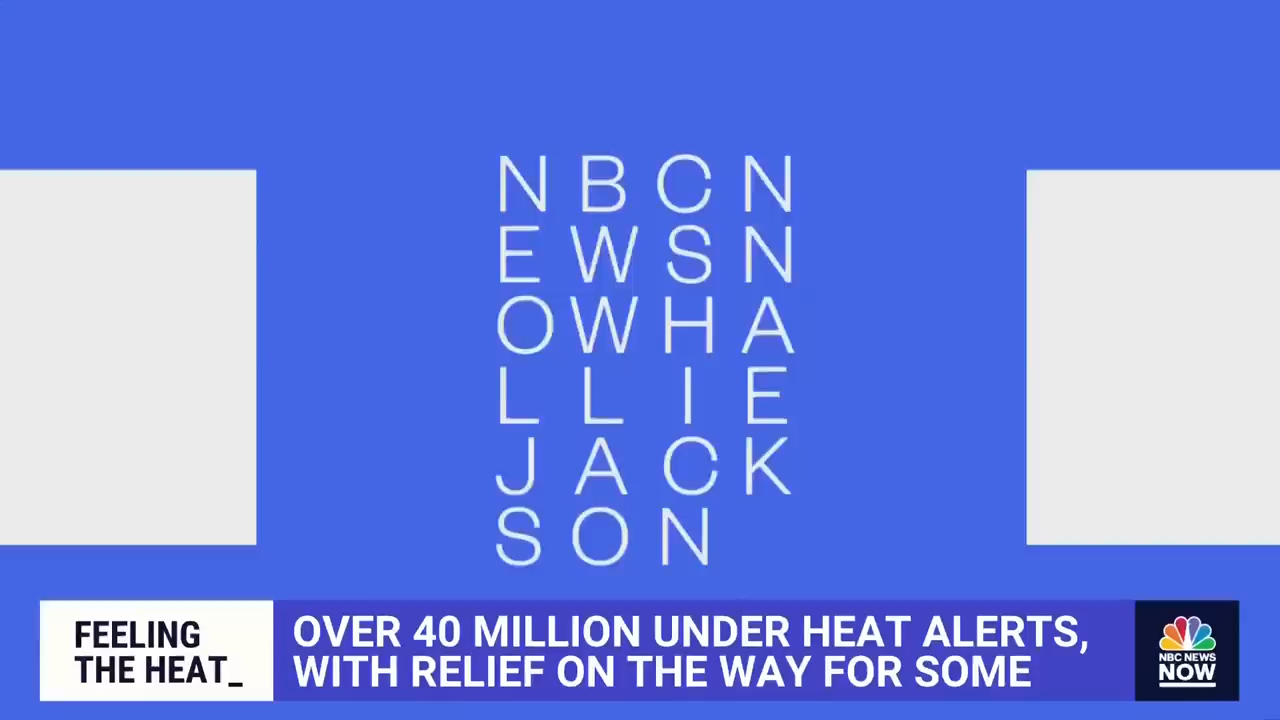 NBCN
EWSN
OWHA
LLIE
JACK
SON
FEELING
THE HEAT_
OVER 40 MILLION UNDER HEAT ALERTS,
WITH RELIEF ON THE WAY FOR SOME
NBC NEWS
NOW